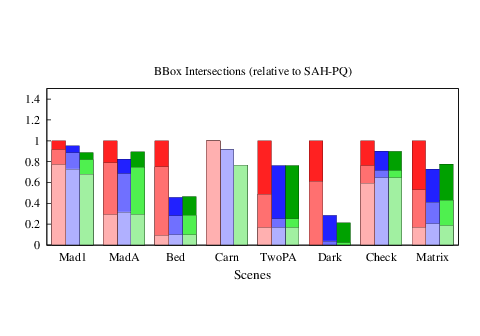 BBox Intersections (relative to SAH-PQ)
1.4
1.2
1
0.8
0.6
0.4
0.2
0
Mad1 MadA Bed Carn TwoPA Dark Check Matrix
Scenes